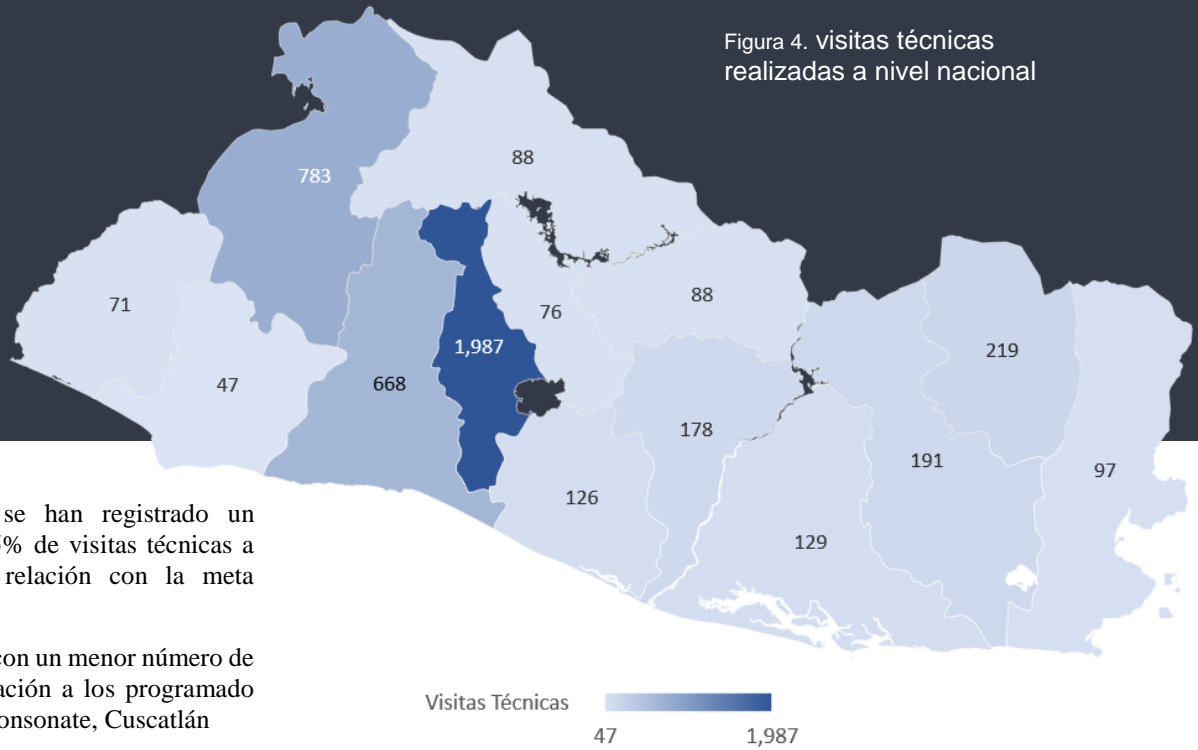 Figura 4. visitas técnicas
realizadas a nivel nacional
88
783
71
76
88
219
1,987
47
668
178
191
97
126
129
se han registrado un
% de visitas técnicas a
relación con la meta
con un menor número de
ación a los programado
onsonate, Cuscatlán
Visitas Técnicas
47
1,987